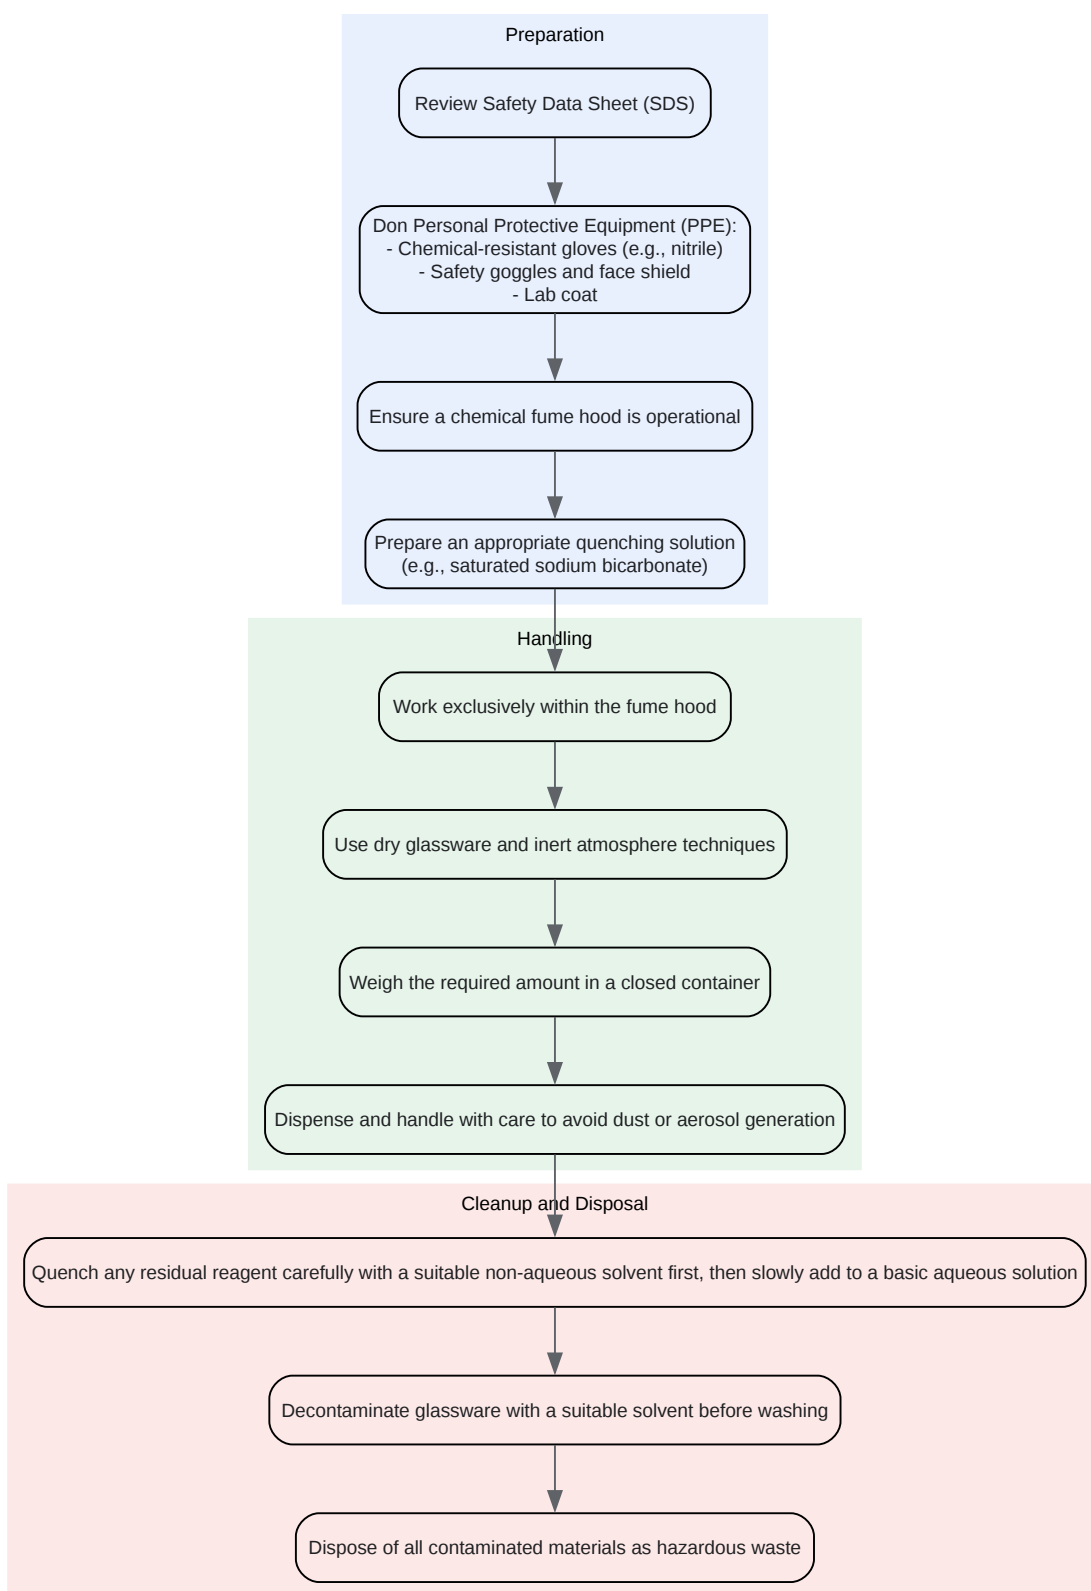 Preparation
Review Safety Data Sheet (SDS)
Don Personal Protective Equipment (PPE):
- Chemical-resistant gloves (e.g., nitrile)
- Safety goggles and face shield
- Lab coat
Ensure a chemical fume hood is operational
Prepare an appropriate quenching solution
(e.g., saturated sodium bicarbonate)
Handling
Work exclusively within the fume hood
Use dry glassware and inert atmosphere techniques
Weigh the required amount in a closed container
Dispense and handle with care to avoid dust or aerosol generation
Cleanup and Disposal
Quench any residual reagent carefully with a suitable non-aqueous solvent first, then slowly add to a basic aqueous solution
Decontaminate glassware with a suitable solvent before washing
Dispose of all contaminated materials as hazardous waste